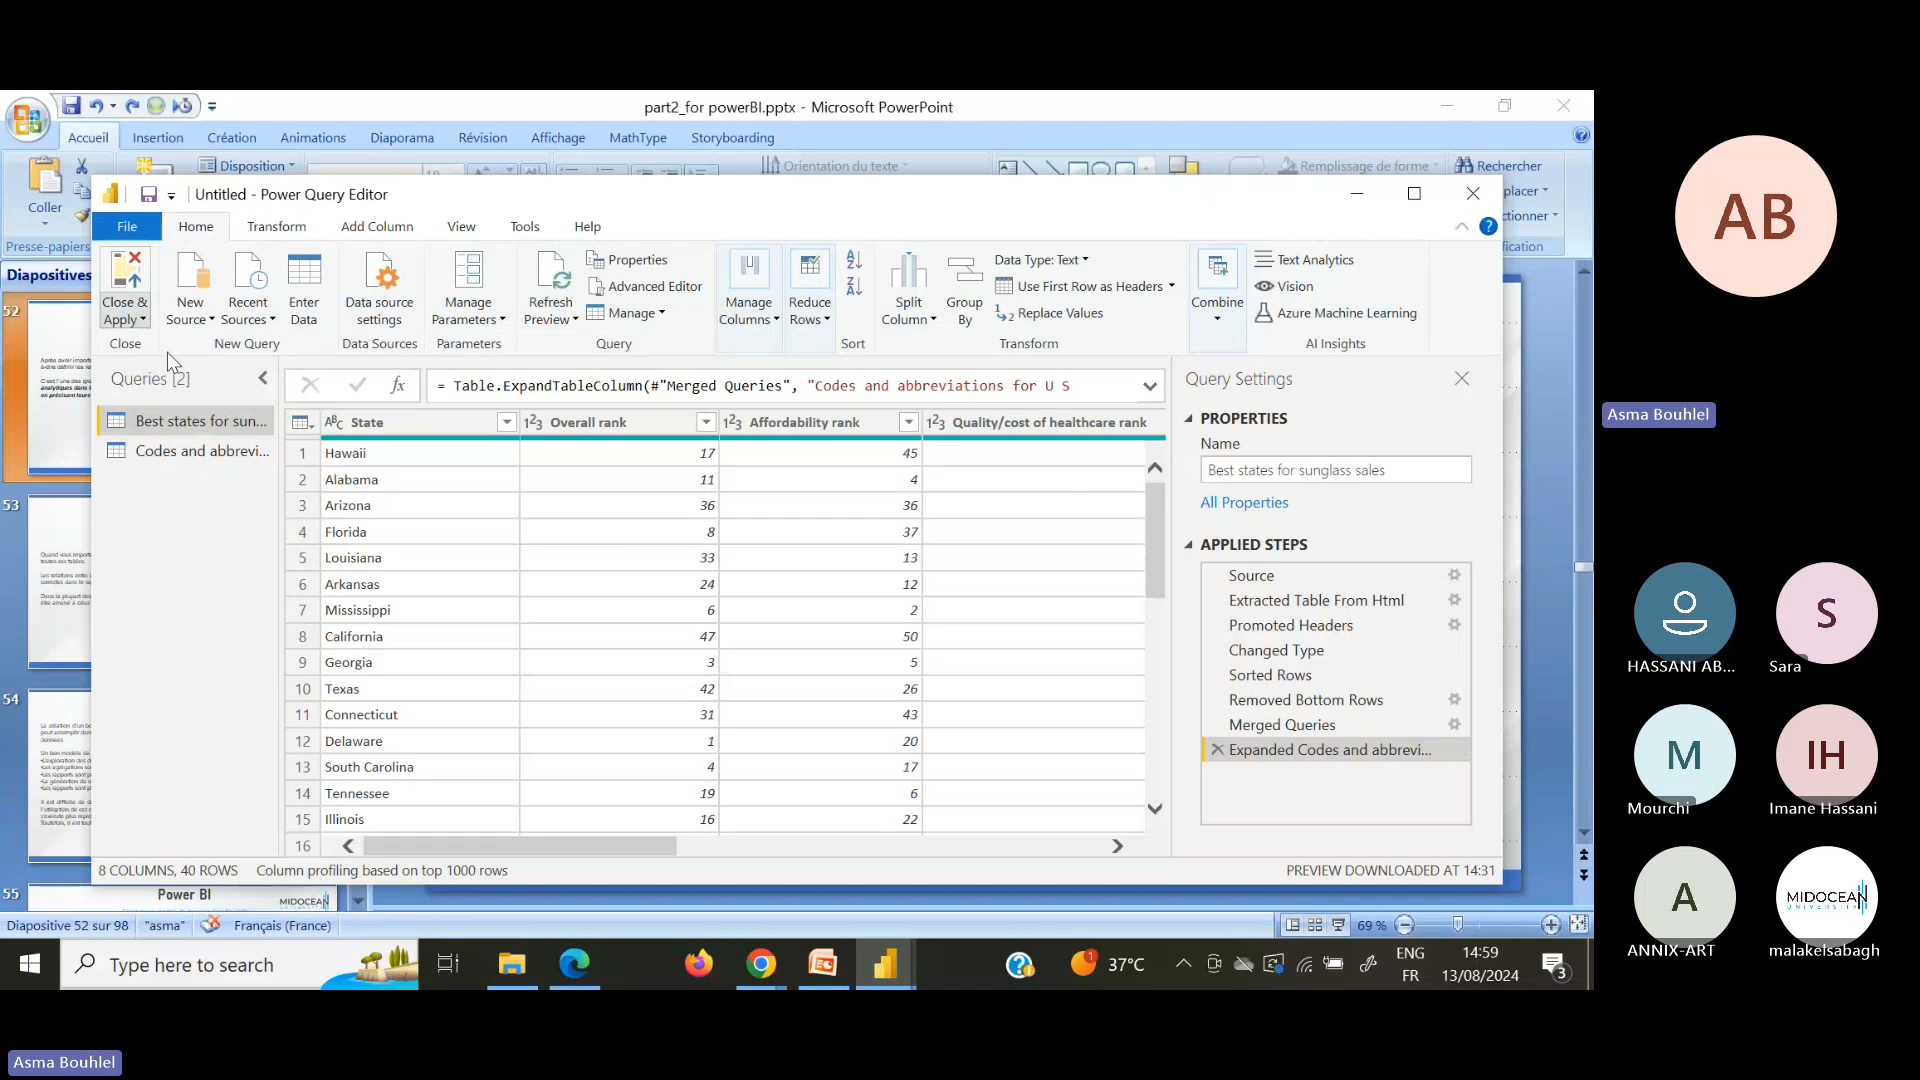 part2_for powerBI.pptx - Microsoft PowerPoint
Accueil Insertion Création Animations Diaporama Révision Affichage MathType Storyboarding
Coller
Disposition
Orientation du texte
Remplissage de forme
Rechercher
Presse-papiers
Diapositives
52
53
54
55
Power BI
MIDOCEAN
Untitled - Power Query Editor
File Home Transform Add Column View Tools Help
Close & Apply
Close
New Source
Recent Sources
Enter Data
New Query
Data source settings
Data Sources
Manage Parameters
Parameters
Refresh Preview
Properties
Advanced Editor
Manage
Query
Manage Columns
Reduce Rows
Sort
Split Column
Group By
Data Type: Text
Use First Row as Headers
Replace Values
Transform
Combine
Text Analytics
Vision
Azure Machine Learning
AI Insights
Queries [2]
Best states for sun...
Codes and abbrevi...
fx = Table.ExpandTableColumn(#"Merged Queries", "Codes and abbreviations for U S
State Overall rank Affordability rank Quality/cost of healthcare rank
1 Hawaii 17 45
2 Alabama 11 4
3 Arizona 36 36
4 Florida 8 37
5 Louisiana 33 13
6 Arkansas 24 12
7 Mississippi 6 2
8 California 47 50
9 Georgia 3 5
10 Texas 42 26
11 Connecticut 31 43
12 Delaware 1 20
13 South Carolina 4 17
14 Tennessee 19 6
15 Illinois 16 22
16
Query Settings
PROPERTIES
Name
Best states for sunglass sales
All Properties
APPLIED STEPS
Source
Extracted Table From Html
Promoted Headers
Changed Type
Sorted Rows
Removed Bottom Rows
Merged Queries
Expanded Codes and abbrevi...
8 COLUMNS, 40 ROWS Column profiling based on top 1000 rows
PREVIEW DOWNLOADED AT 14:31
Diapositive 52 sur 98 "asma" Français (France) 69 %
Type here to search
37°C
ENG
FR
14:59
13/08/2024
3
AB
Asma Bouhlel
HASSANI AB...
S
Sara
M
Mourchi
IH
Imane Hassani
A
ANNIX-ART
MIDOCEAN
malakelsabagh
Asma Bouhlel